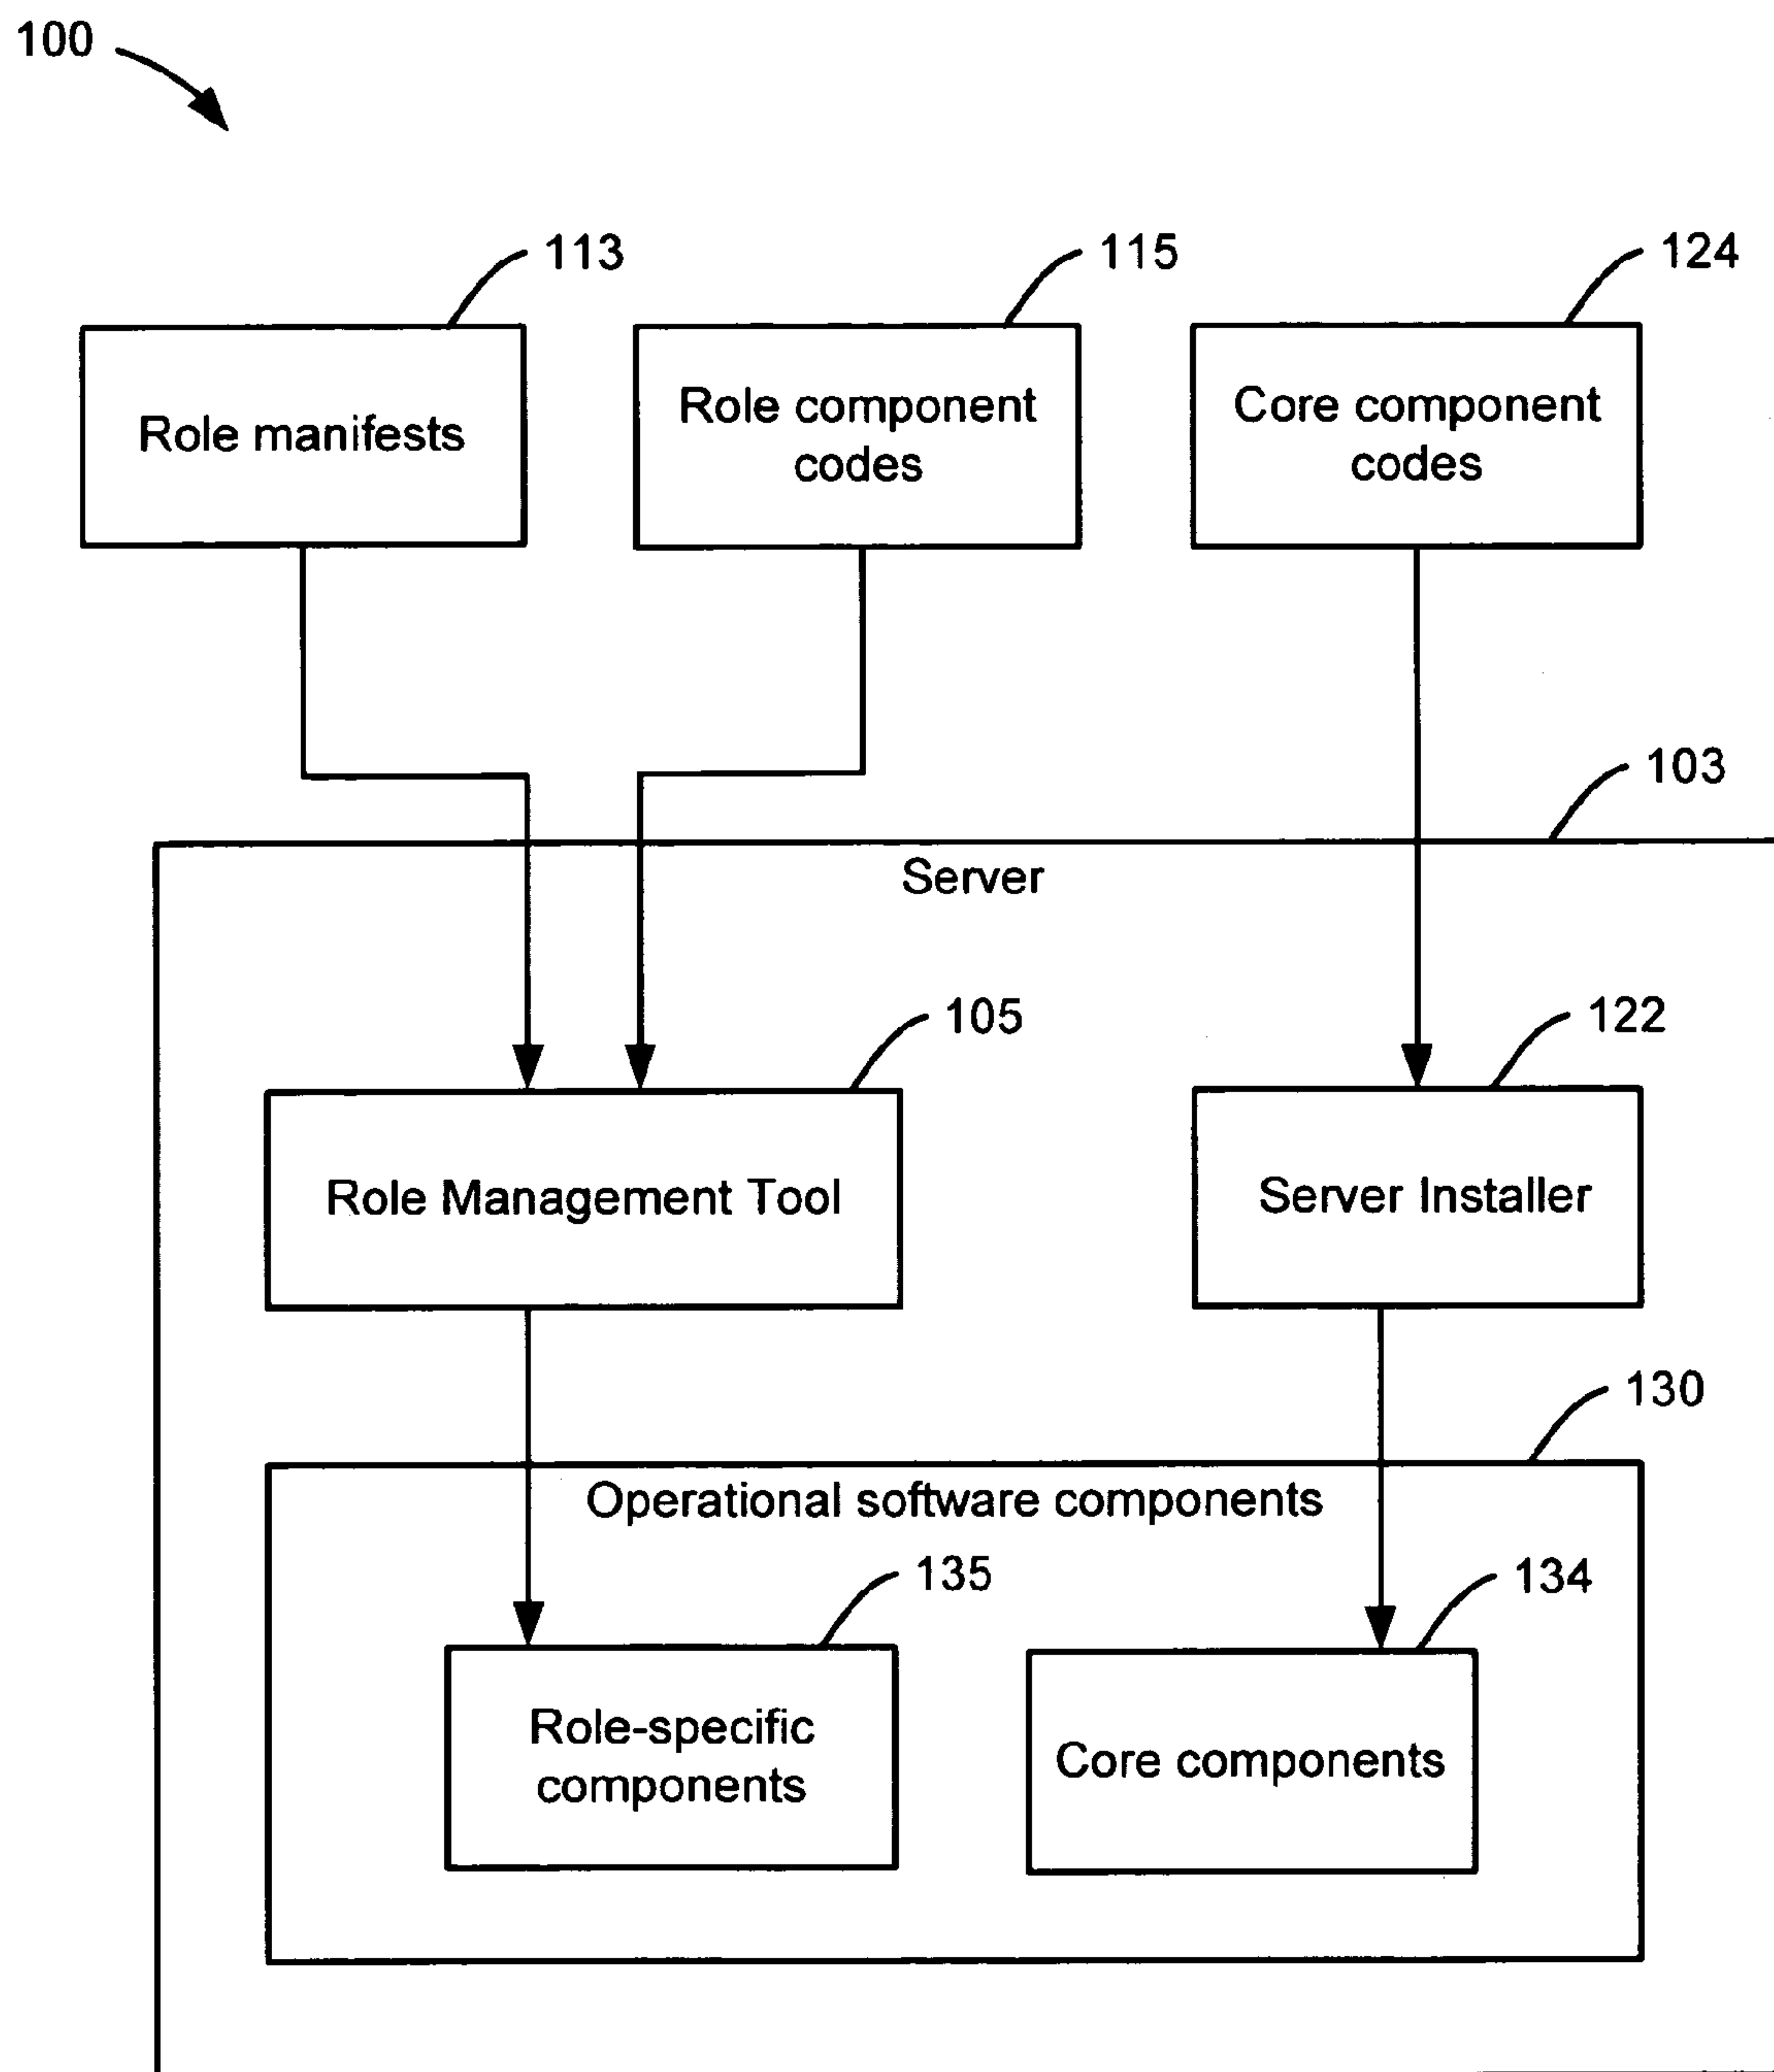 100
113
115
124
Role manifests
Role component
codes
Core component
codes
103
Server
105
122
Role Management Tool
Server Installer
130
Operational software components
135
134
Role-specific
components
Core components